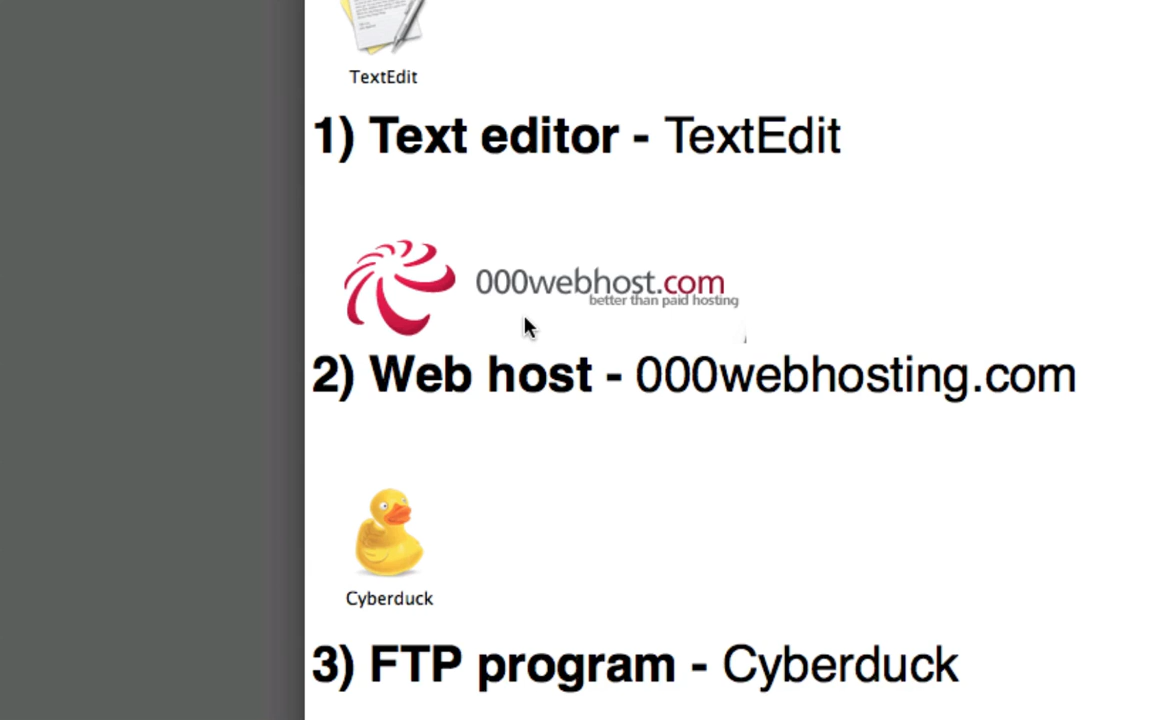 TextEdit
1) Text editor - TextEdit
000webhost.com
better than paid hosting
2) Web host - 000webhosting.com
Cyberduck
3) FTP program - Cyberduck